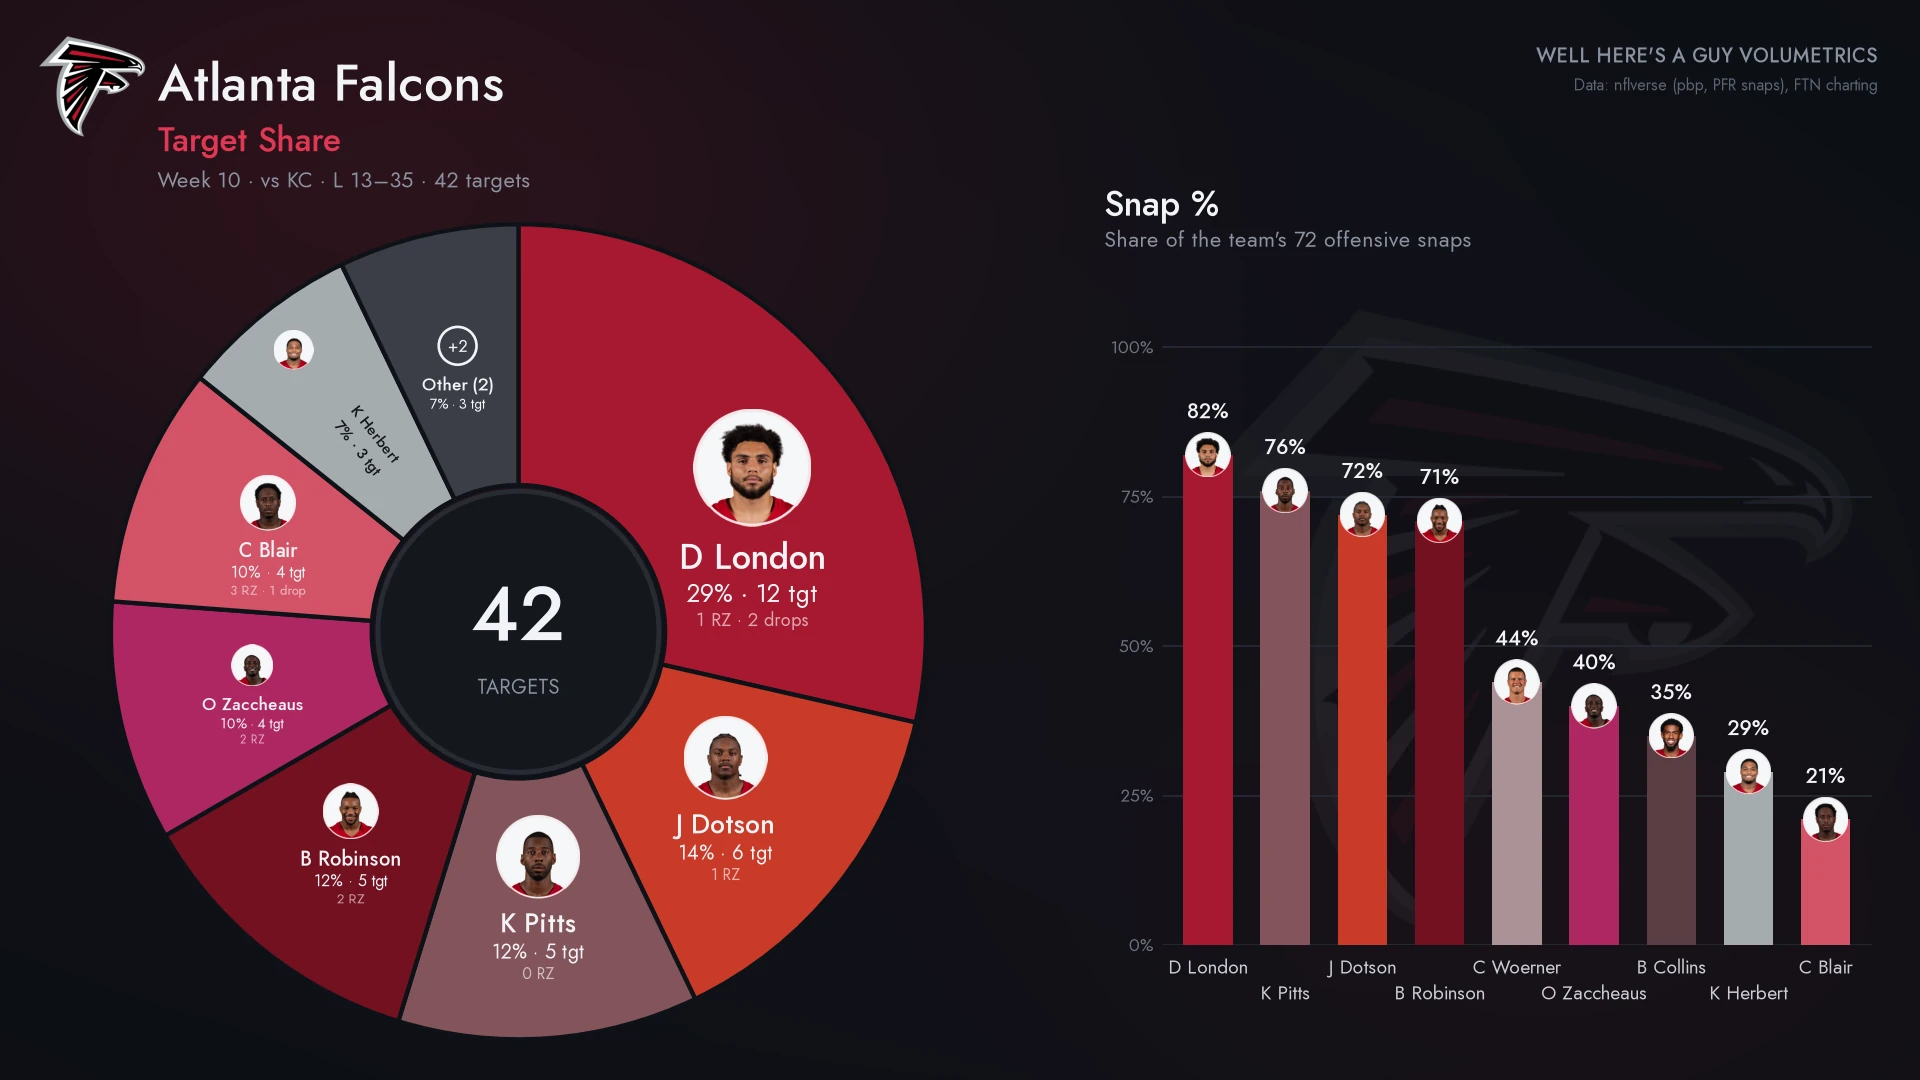 Atlanta Falcons
Target Share
Week 10 · vs KC · L 13–35 · 42 targets
WELL HERE'S A GUY VOLUMETRICS
Data: nflverse (pbp, PFR snaps), FTN charting
+2
Other (2)
7% · 3 tgt
K Herbert
7% · 3 tgt
D London
29% · 12 tgt
1 RZ · 2 drops
C Blair
10% · 4 tgt
3 RZ · 1 drop
42
TARGETS
O Zaccheaus
10% · 4 tgt
2 RZ
J Dotson
14% · 6 tgt
1 RZ
B Robinson
12% · 5 tgt
2 RZ
K Pitts
12% · 5 tgt
0 RZ
Snap %
Share of the team's 72 offensive snaps
100%
75%
50%
25%
0%
82%
76%
72%
71%
44%
40%
35%
29%
21%
D London
K Pitts
J Dotson
B Robinson
C Woerner
O Zaccheaus
B Collins
K Herbert
C Blair